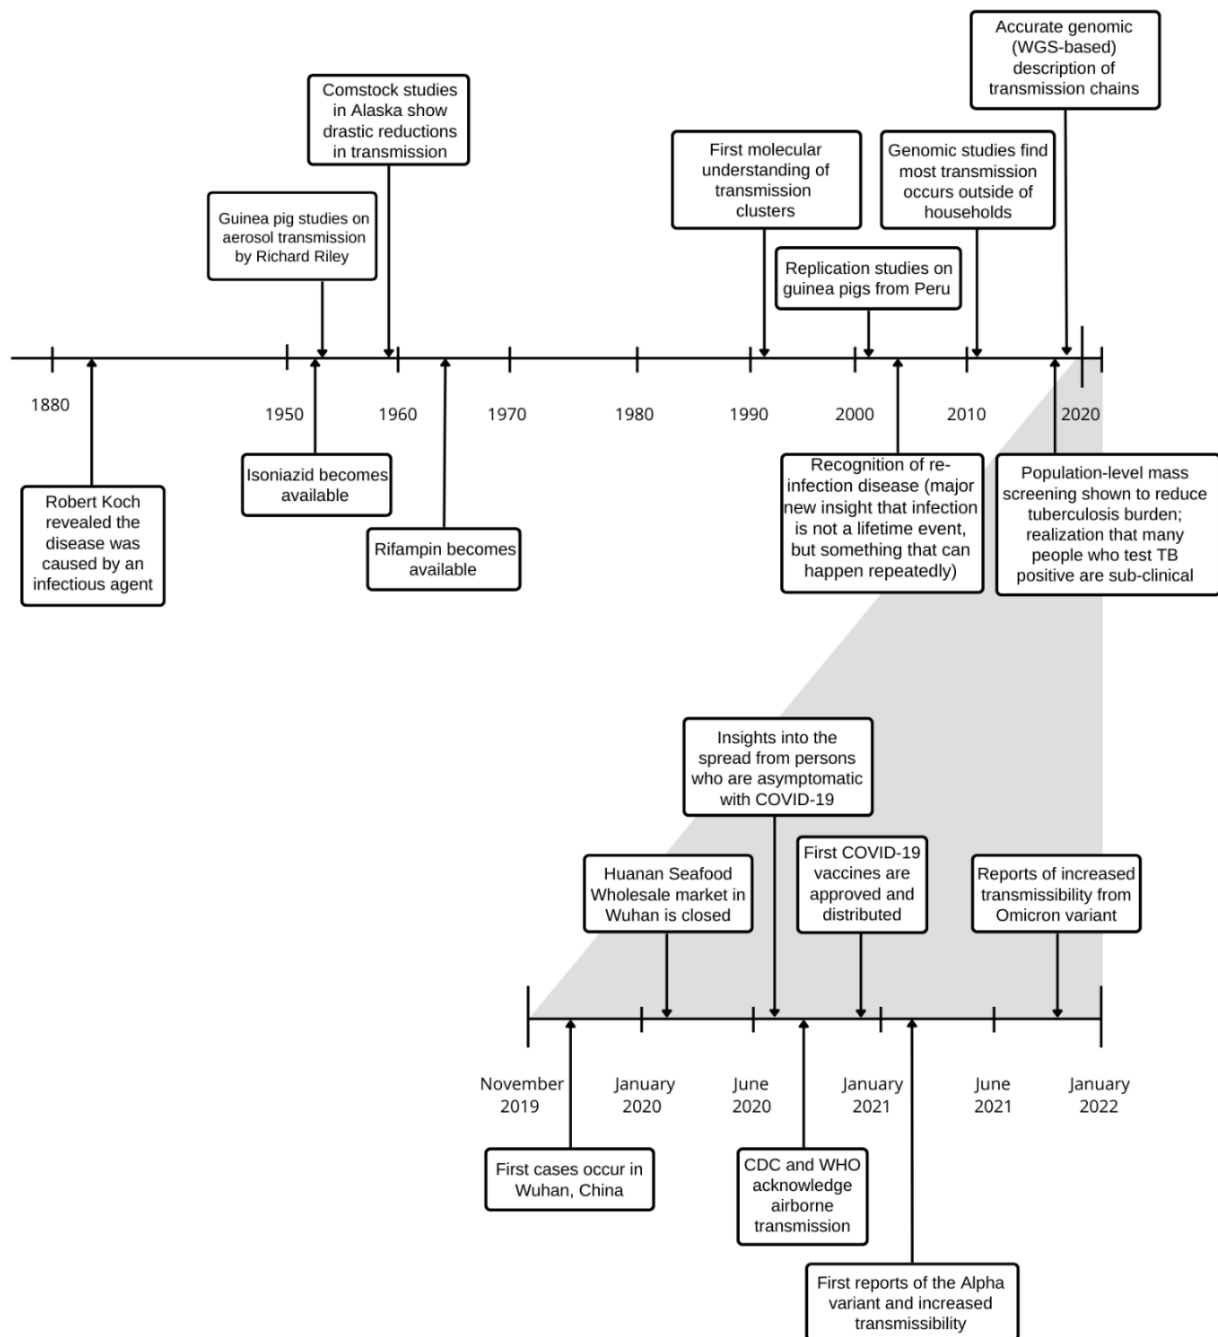 Accurate genomic
(WGS-based)
description of
transmission chains
Comstock studies
in Alaska show
drastic reductions
in transmission
First molecular
understanding of
transmission
clusters
Genomic studies find
most transmission
occurs outside of
households
Guinea pig studies on
aerosol transmission
by Richard Riley
Replication studies on
guinea pigs from Peru
1880
1950
1960
1970
1980
1990
2000
2010
2020
Robert Koch
revealed the
disease was
caused by an
infectious agent
Isoniazid becomes
available
Rifampin becomes
available
Recognition of re-
infection disease (major
new insight that infection
is not a lifetime event,
but something that can
happen repeatedly)
Population-level mass
screening shown to reduce
tuberculosis burden;
realization that many
people who test TB
positive are sub-clinical
Insights into the
spread from persons
who are asymptomatic
with COVID-19
Huanan Seafood
Wholesale market in
Wuhan is closed
First COVID-19
vaccines are
approved and
distributed
Reports of increased
transmissibility from
Omicron variant
November
2019
January
2020
June
2020
January
2021
June
2021
January
2022
First cases occur in
Wuhan, China
CDC and WHO
acknowledge
airborne
transmission
First reports of the Alpha
variant and increased
transmissibility